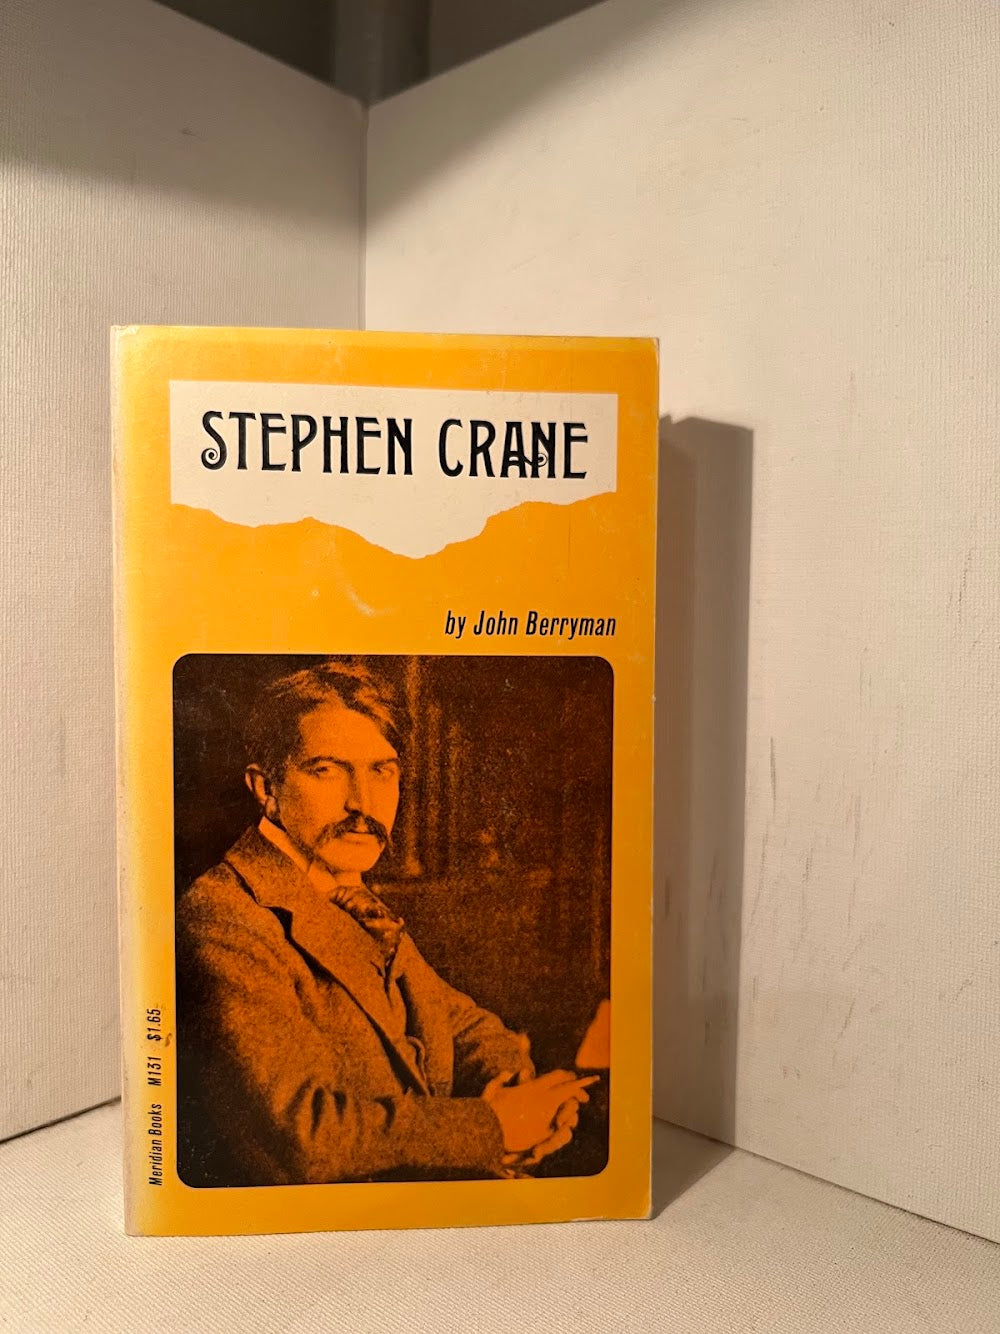 STEPHEN CRANE
by John Berryman
Meridian Books M131 $1.65